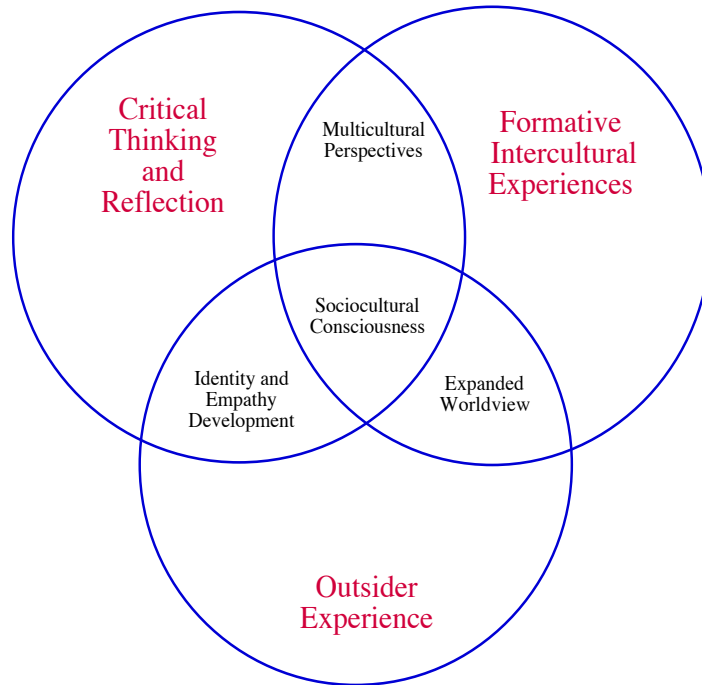 Critical
Thinking
and
Reflection
Multicultural
Perspectives
Formative
Intercultural
Experiences
Sociocultural
Consciousness
Identity and
Empathy
Development
Expanded
Worldview
Outsider
Experience